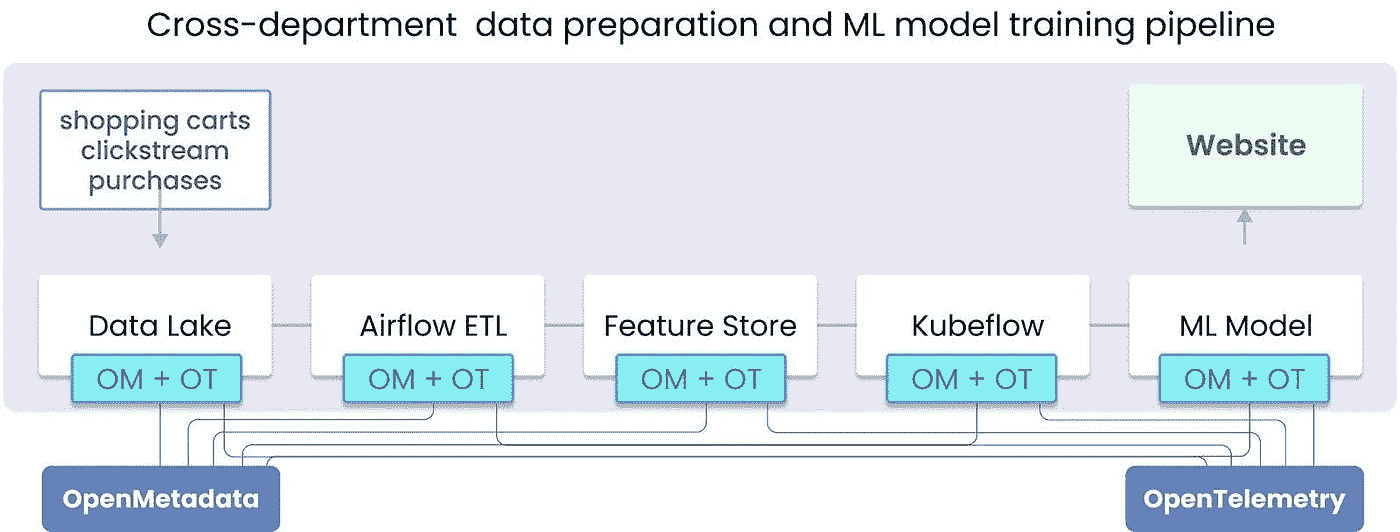 Cross-department data preparation and ML model training pipeline
shopping carts
clickstream
purchases
Website
Data Lake
Airflow ETL
Feature Store
Kubeflow
ML Model
OM + OT
OM + OT
OM + OT
OM + OT
OM + OT
OpenMetadata
OpenTelemetry